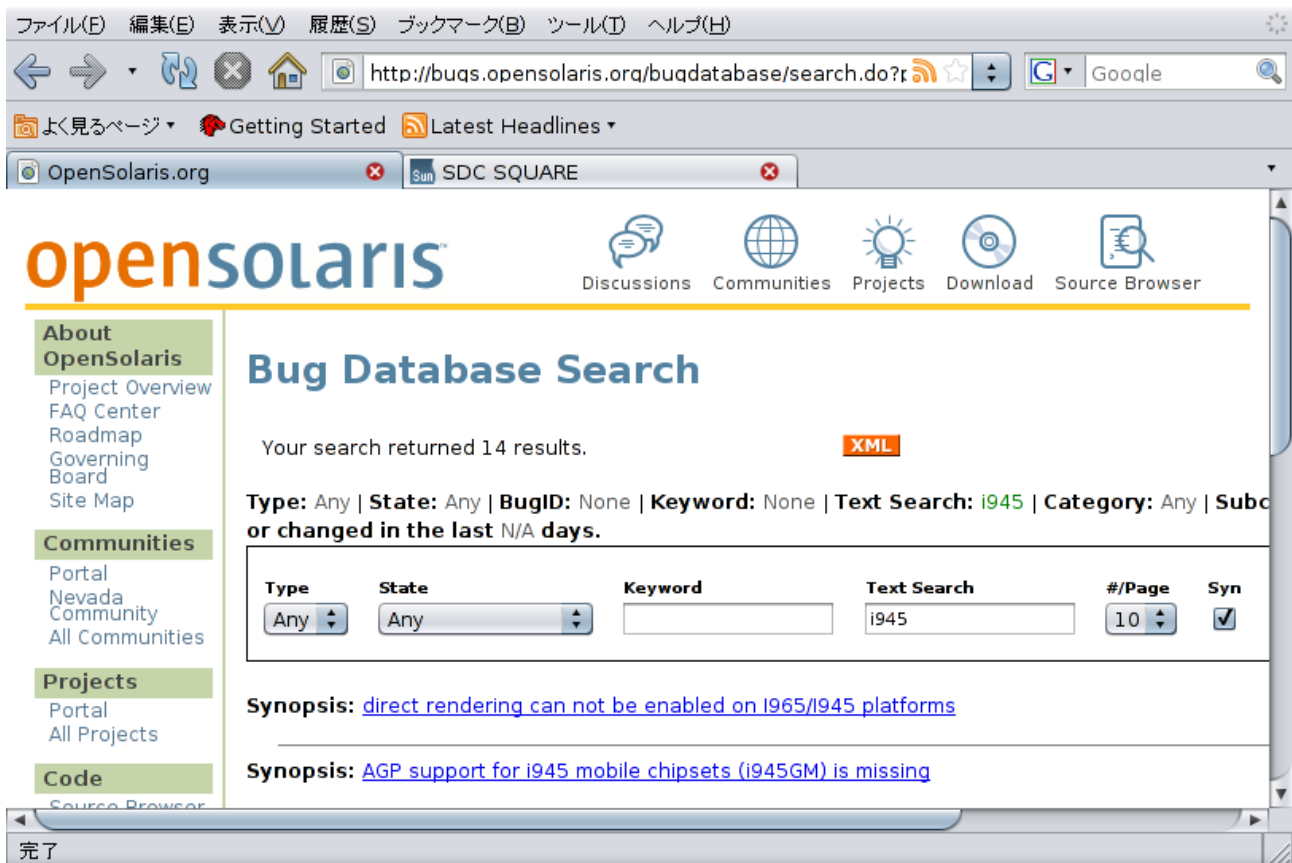 ファイル(F) 編集(E) 表示(V) 履歴(S) ブックマーク(B) ツール(T) ヘルプ(H)
http://bugs.opensolaris.org/bugdatabase/search.do?p G Google
よく見るページ Getting Started Latest Headlines
OpenSolaris.org Sun SDC SQUARE
opensolaris™
Discussions Communities Projects Download Source Browser
About
OpenSolaris
Project Overview
FAQ Center
Roadmap
Governing
Board
Site Map
Communities
Portal
Nevada
Community
All Communities
Projects
Portal
All Projects
Code
Source Browser
Bug Database Search
Your search returned 14 results. XML
Type: Any | State: Any | BugID: None | Keyword: None | Text Search: i945 | Category: Any | Subc
or changed in the last N/A days.
Type State Keyword Text Search #/Page Syn
Any Any i945 10
Synopsis: direct rendering can not be enabled on I965/I945 platforms
Synopsis: AGP support for i945 mobile chipsets (i945GM) is missing
完了